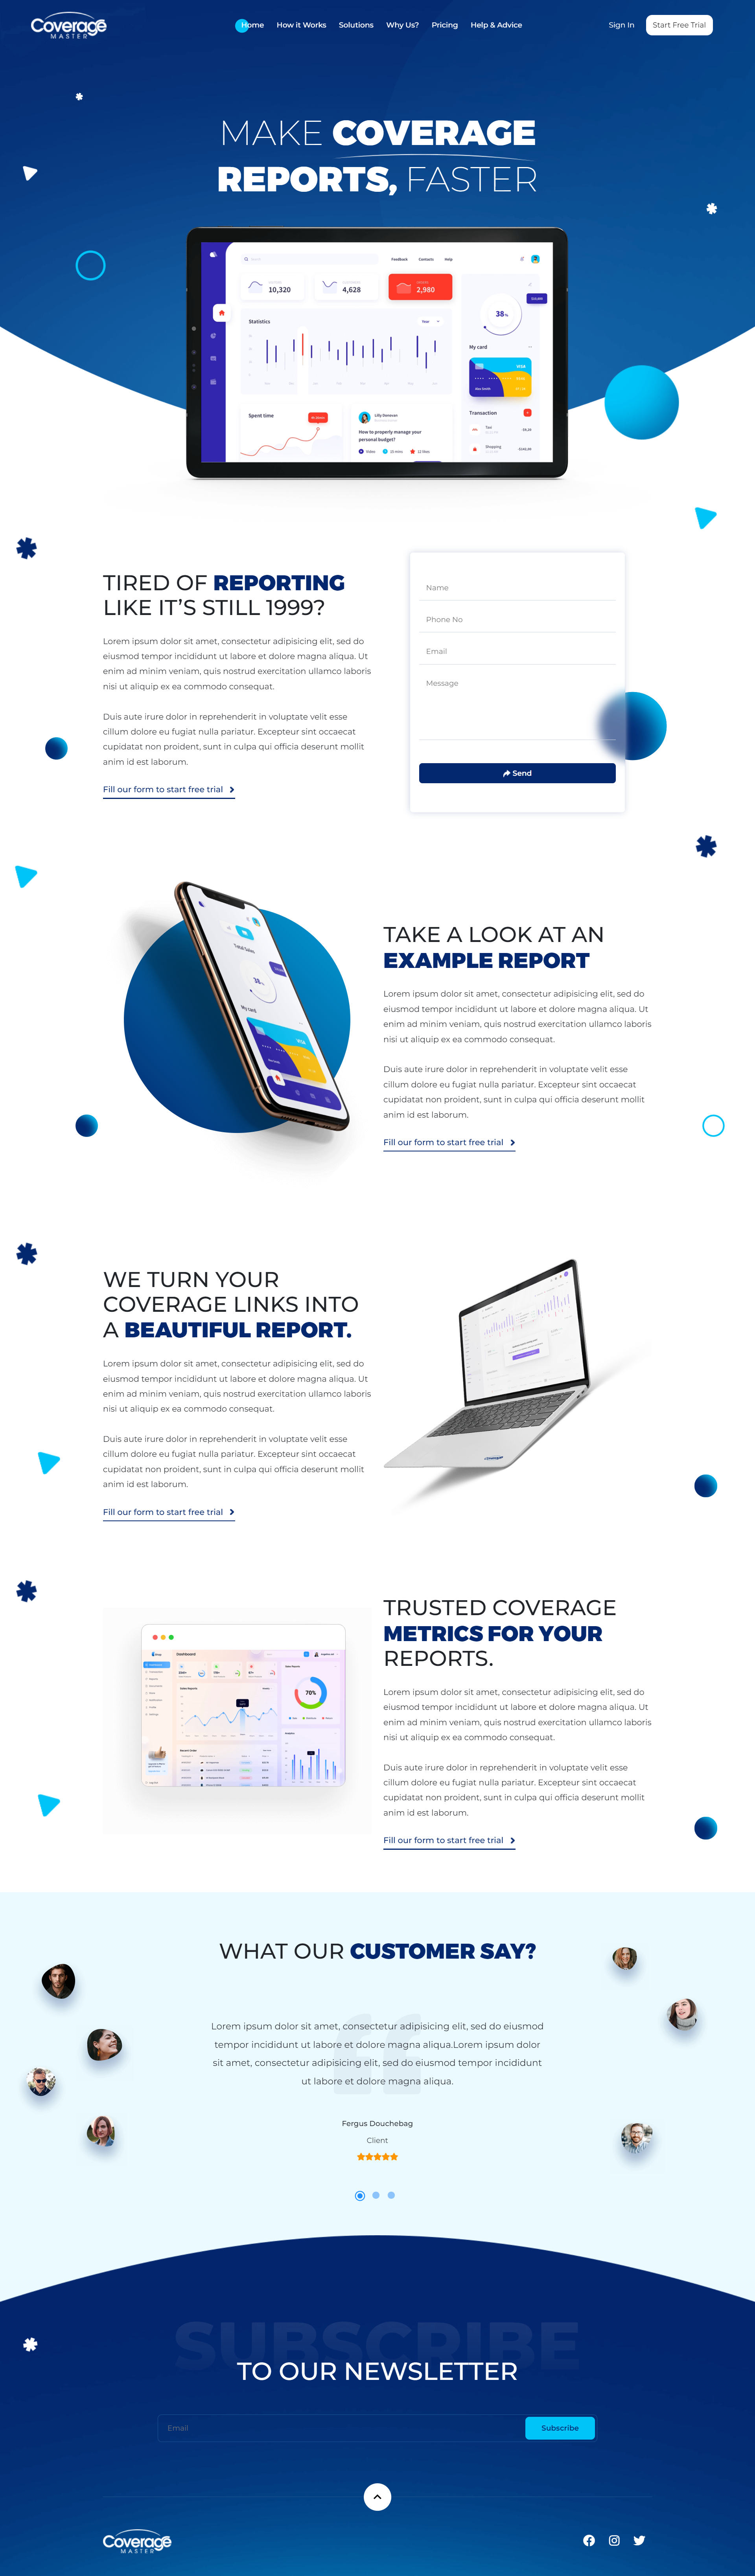 Coverage
MASTER
Home How it Works Solutions Why Us? Pricing Help & Advice
Sign In Start Free Trial
MAKE COVERAGE
REPORTS, FASTER
Search Feedback Contacts Help
10,320 4,628 2,980
38 %
Statistics Year
My card
VISA
Transaction
Spent time
Lilly Donovan
How to properly manage your
personal budget?
Taxi
Shopping
TIRED OF REPORTING
LIKE IT'S STILL 1999?
Lorem ipsum dolor sit amet, consectetur adipisicing elit, sed do
eiusmod tempor incididunt ut labore et dolore magna aliqua. Ut
enim ad minim veniam, quis nostrud exercitation ullamco laboris
nisi ut aliquip ex ea commodo consequat.
Duis aute irure dolor in reprehenderit in voluptate velit esse
cillum dolore eu fugiat nulla pariatur. Excepteur sint occaecat
cupidatat non proident, sunt in culpa qui officia deserunt mollit
anim id est laborum.
Fill our form to start free trial
Name
Phone No
Email
Message
Send
Total Sales
38
My card
VISA
TAKE A LOOK AT AN
EXAMPLE REPORT
Lorem ipsum dolor sit amet, consectetur adipisicing elit, sed do
eiusmod tempor incididunt ut labore et dolore magna aliqua. Ut
enim ad minim veniam, quis nostrud exercitation ullamco laboris
nisi ut aliquip ex ea commodo consequat.
Duis aute irure dolor in reprehenderit in voluptate velit esse
cillum dolore eu fugiat nulla pariatur. Excepteur sint occaecat
cupidatat non proident, sunt in culpa qui officia deserunt mollit
anim id est laborum.
Fill our form to start free trial
WE TURN YOUR
COVERAGE LINKS INTO
A BEAUTIFUL REPORT.
Lorem ipsum dolor sit amet, consectetur adipisicing elit, sed do
eiusmod tempor incididunt ut labore et dolore magna aliqua. Ut
enim ad minim veniam, quis nostrud exercitation ullamco laboris
nisi ut aliquip ex ea commodo consequat.
Duis aute irure dolor in reprehenderit in voluptate velit esse
cillum dolore eu fugiat nulla pariatur. Excepteur sint occaecat
cupidatat non proident, sunt in culpa qui officia deserunt mollit
anim id est laborum.
Fill our form to start free trial
Coverage
Dashboard
70%
TRUSTED COVERAGE
METRICS FOR YOUR
REPORTS.
Lorem ipsum dolor sit amet, consectetur adipisicing elit, sed do
eiusmod tempor incididunt ut labore et dolore magna aliqua. Ut
enim ad minim veniam, quis nostrud exercitation ullamco laboris
nisi ut aliquip ex ea commodo consequat.
Duis aute irure dolor in reprehenderit in voluptate velit esse
cillum dolore eu fugiat nulla pariatur. Excepteur sint occaecat
cupidatat non proident, sunt in culpa qui officia deserunt mollit
anim id est laborum.
Fill our form to start free trial
WHAT OUR CUSTOMER SAY?
Lorem ipsum dolor sit amet, consectetur adipisicing elit, sed do eiusmod
tempor incididunt ut labore et dolore magna aliqua.Lorem ipsum dolor
sit amet, consectetur adipisicing elit, sed do eiusmod tempor incididunt
ut labore et dolore magna aliqua.
Fergus Douchebag
Client
SUBSCRIBE
TO OUR NEWSLETTER
Email Subscribe
Coverage
MASTER